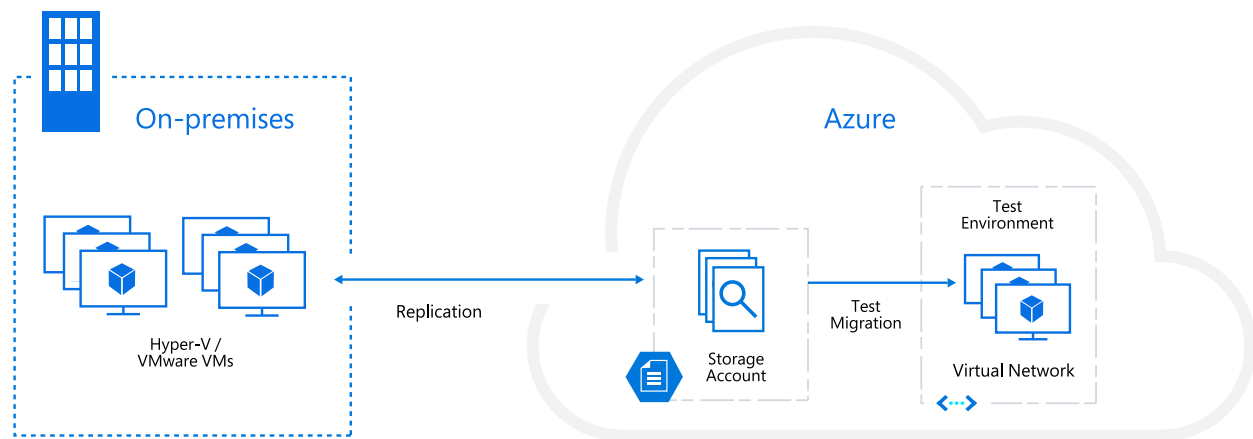 On-premises
Azure
Test
Environment
Replication
Test
Migration
Hyper-V /
VMware VMs
Storage
Account
Virtual Network